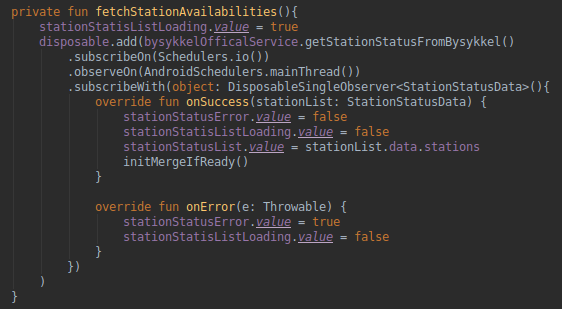 private fun fetchStationAvailabilities(){
    stationStatisListLoading.value = true
    disposable.add(bysykkelOfficalService.getStationStatusFromBysykkel()
        .subscribeOn(Schedulers.io())
        .observeOn(AndroidSchedulers.mainThread())
        .subscribeWith(object: DisposableSingleObserver<StationStatusData>(){
            override fun onSuccess(stationList: StationStatusData) {
                stationStatusError.value = false
                stationStatisListLoading.value = false
                stationStatusList.value = stationList.data.stations
                initMergeIfReady()
            }

            override fun onError(e: Throwable) {
                stationStatusError.value = true
                stationStatisListLoading.value = false
            }
        })
    )
}